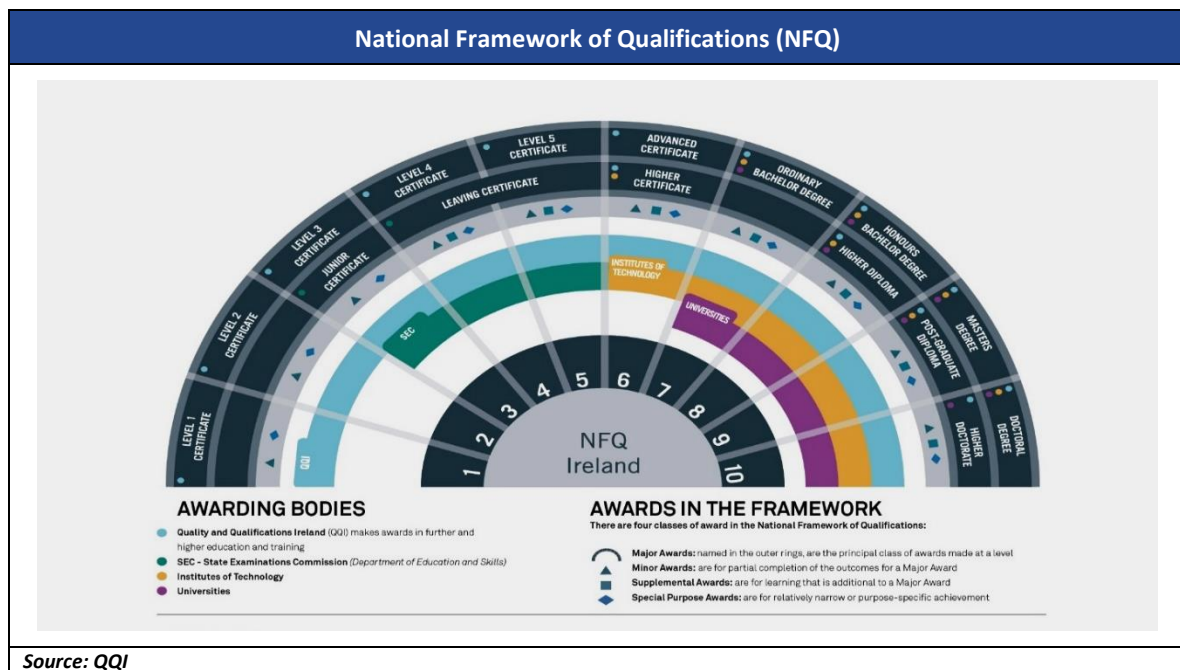 National Framework of Qualifications (NFQ)
LEVEL 1
CERTIFICATE
LEVEL 2
CERTIFICATE
LEVEL 3
CERTIFICATE
JUNIOR
CERTIFICATE
LEVEL 4
CERTIFICATE
LEAVING CERTIFICATE
LEVEL 5
CERTIFICATE
ADVANCED
CERTIFICATE
HIGHER
CERTIFICATE
ORDINARY
BACHELOR DEGREE
HONOURS
BACHELOR DEGREE
HIGHER DIPLOMA
MASTERS
DEGREE
POST-GRADUATE
DIPLOMA
DOCTORAL
DEGREE
HIGHER
DOCTORATE
QQI
SEC
INSTITUTES OF
TECHNOLOGY
UNIVERSITIES
1
2
3
4
5
6
7
8
9
10
NFQ
Ireland
AWARDING BODIES
Quality and Qualifications Ireland (QQI) makes awards in further and
higher education and training
SEC - State Examinations Commission (Department of Education and Skills)
Institutes of Technology
Universities
AWARDS IN THE FRAMEWORK
There are four classes of award in the National Framework of Qualifications:
Major Awards: named in the outer rings, are the principal class of awards made at a level
Minor Awards: are for partial completion of the outcomes for a Major Award
Supplemental Awards: are for learning that is additional to a Major Award
Special Purpose Awards: are for relatively narrow or purpose-specific achievement
Source: QQI